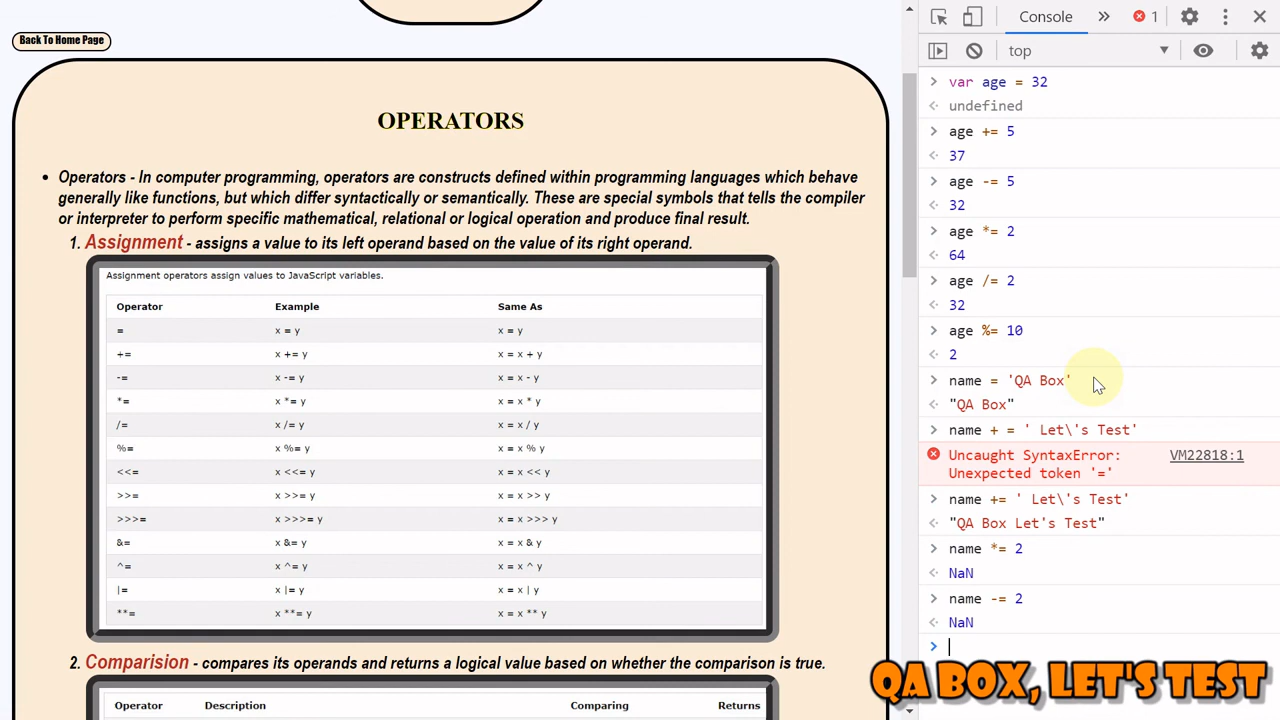 Back To Home Page
OPERATORS
• Operators - In computer programming, operators are constructs defined within programming languages which behave
generally like functions, but which differ syntactically or semantically. These are special symbols that tells the compiler
or interpreter to perform specific mathematical, relational or logical operation and produce final result.
1. Assignment - assigns a value to its left operand based on the value of its right operand.
Assignment operators assign values to JavaScript variables.
Operator Example Same As
= x = y x = y
+= x += y x = x + y
-= x -= y x = x - y
*= x *= y x = x * y
/= x /= y x = x / y
%= x %= y x = x % y
<<= x <<= y x = x << y
>>= x >>= y x = x >> y
>>>= x >>>= y x = x >>> y
&= x &= y x = x & y
^= x ^= y x = x ^ y
|= x |= y x = x | y
**= x **= y x = x ** y
2. Comparision - compares its operands and returns a logical value based on whether the comparison is true.
Operator Description Comparing Returns
Console » 1
top
> var age = 32
undefined
> age += 5
37
> age -= 5
32
> age *= 2
64
> age /= 2
32
> age %= 10
2
> name = 'QA Box'
"QA Box"
> name + = ' Let\'s Test'
Uncaught SyntaxError: VM22818:1
Unexpected token '='
> name += ' Let\'s Test'
"QA Box Let's Test"
> name *= 2
NaN
> name -= 2
NaN
>
QA BOX, LET'S TEST